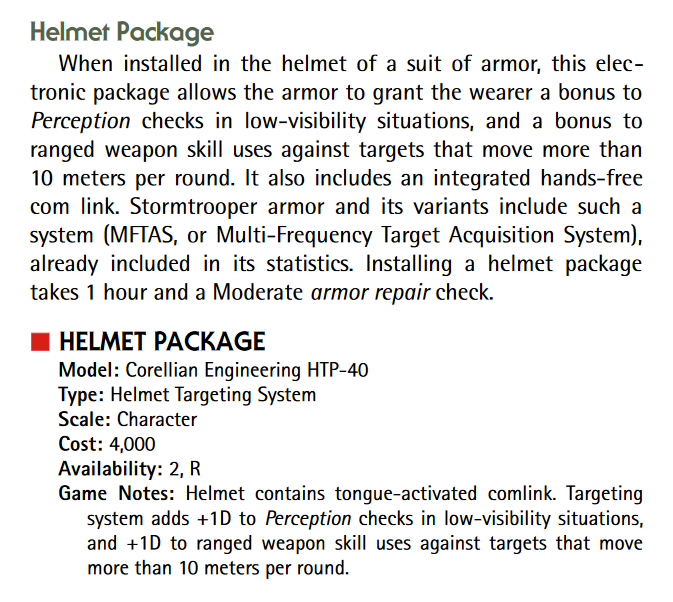 Helmet Package
When installed in the helmet of a suit of armor, this elec-
tronic package allows the armor to grant the wearer a bonus to
Perception checks in low-visibility situations, and a bonus to
ranged weapon skill uses against targets that move more than
10 meters per round. It also includes an integrated hands-free
com link. Stormtrooper armor and its variants include such a
system (MFTAS, or Multi-Frequency Target Acquisition System),
already included in its statistics. Installing a helmet package
takes 1 hour and a Moderate armor repair check.
HELMET PACKAGE
Model: Corellian Engineering HTP-40
Type: Helmet Targeting System
Scale: Character
Cost: 4,000
Availability: 2, R
Game Notes: Helmet contains tongue-activated comlink. Targeting
system adds +1D to Perception checks in low-visibility situations,
and +1D to ranged weapon skill uses against targets that move
more than 10 meters per round.